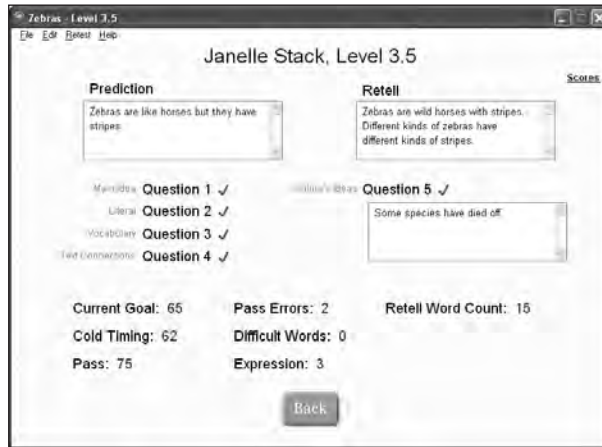 Zebras - Level 3.5
File Edit Retest Help
Janelle Stack, Level 3.5
Scores
Prediction
Zebras are like horses but they have
stripes.
Retell
Zebras are wild horses with stripes.
Different kinds of zebras have
different kinds of stripes.
Main Idea Question 1 ✓
Literal Question 2 ✓
Vocabulary Question 3 ✓
Text Connections Question 4 ✓
Ideas Question 5 ✓
Some species have died off.
Current Goal: 65 Pass Errors: 2 Retell Word Count: 15
Cold Timing: 62 Difficult Words: 0
Pass: 75 Expression: 3
Back